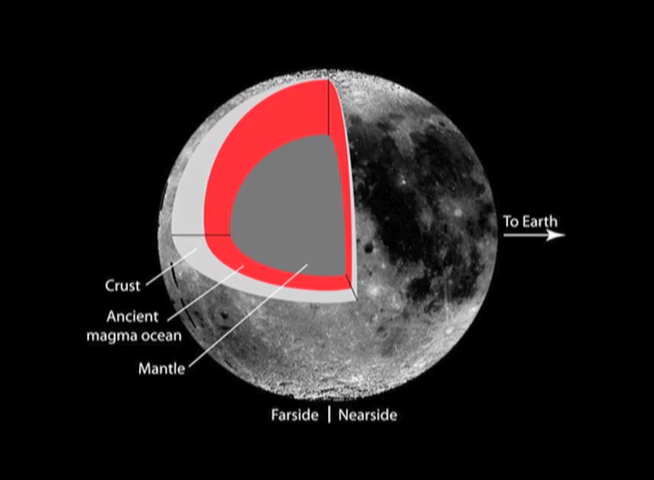 To Earth
Crust
Ancient
magma ocean
Mantle
Farside | Nearside